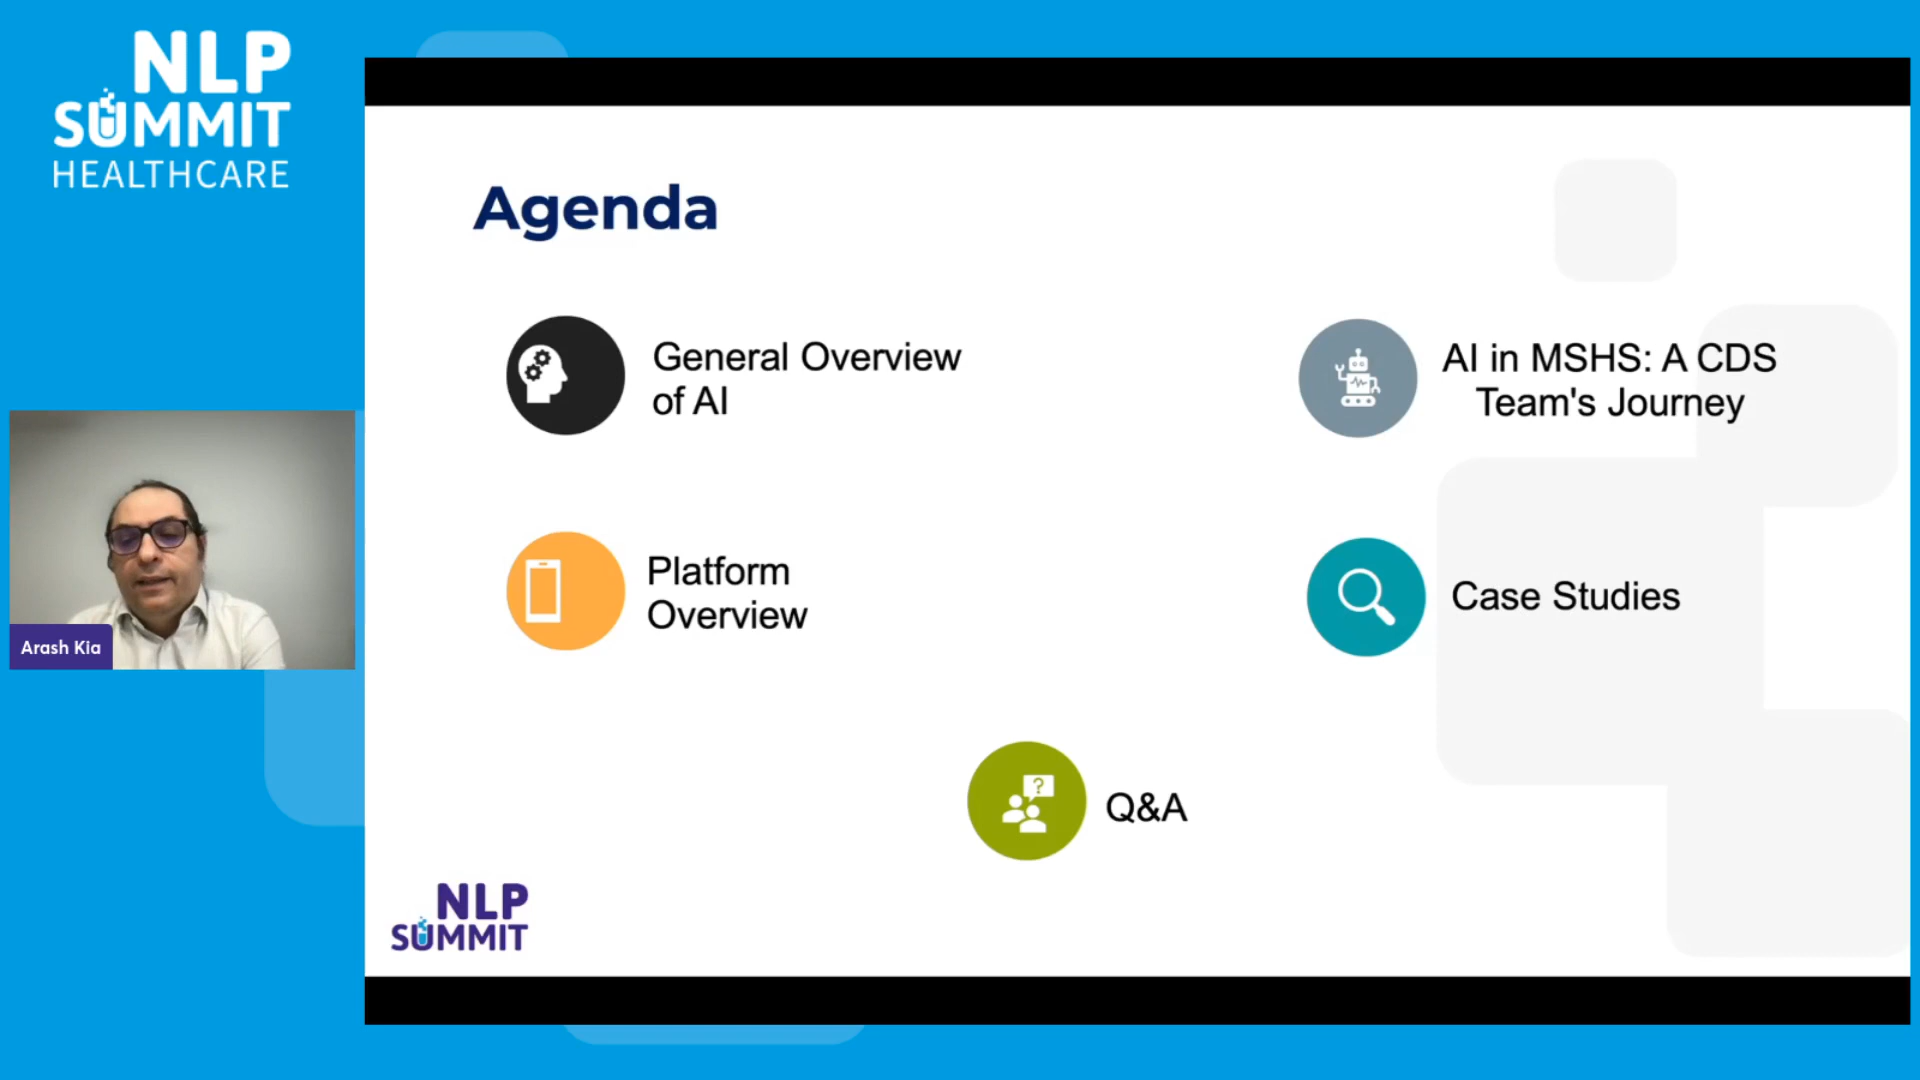 NLP
SUMMIT
HEALTHCARE
Agenda
General Overview
of AI
AI in MSHS: A CDS
Team's Journey
Platform
Overview
Case Studies
Arash Kia
?
Q&A
NLP
SUMMIT